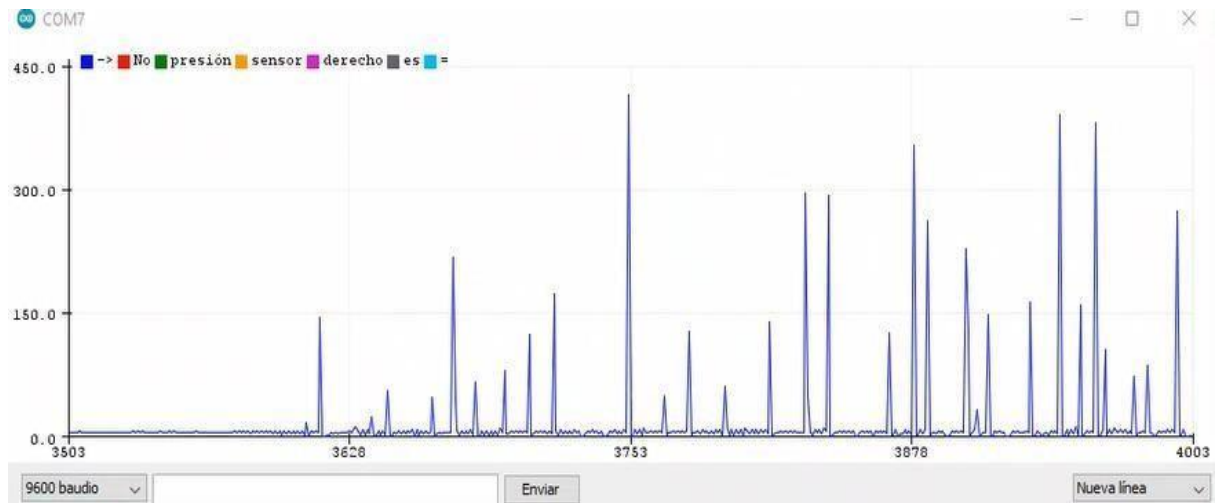 COM7
-> No presión sensor derecho es =
450.0
300.0
150.0
0.0
3503 3628 3753 3878 4003
9600 baudio Enviar Nueva línea